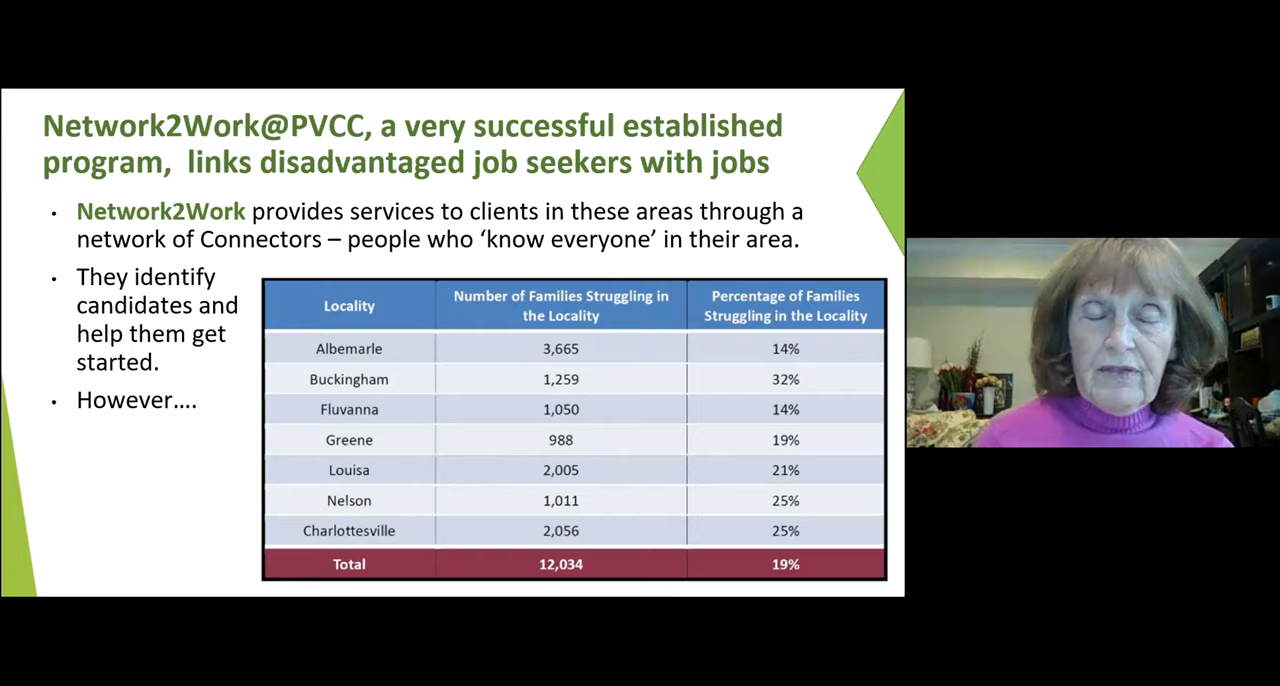 Network2Work@PVCC, a very successful established
program, links disadvantaged job seekers with jobs
• Network2Work provides services to clients in these areas through a
network of Connectors – people who ‘know everyone’ in their area.
• They identify
candidates and
help them get
started.
• However….
Locality Number of Families Struggling in the Locality Percentage of Families Struggling in the Locality
Albemarle 3,665 14%
Buckingham 1,259 32%
Fluvanna 1,050 14%
Greene 988 19%
Louisa 2,005 21%
Nelson 1,011 25%
Charlottesville 2,056 25%
Total 12,034 19%